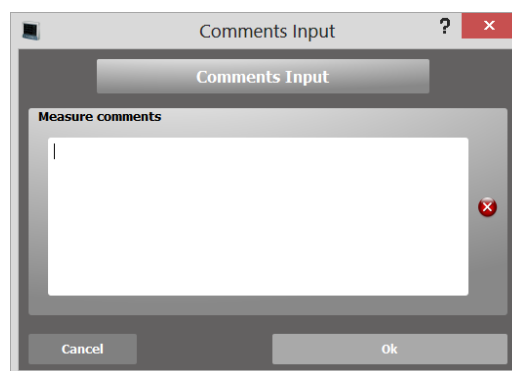 Comments Input ?
Comments Input
Measure comments
Cancel
Ok